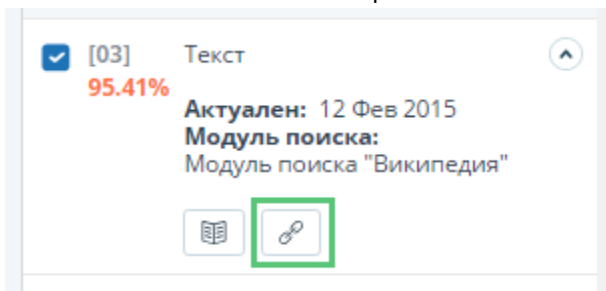 [03] Текст
95.41%
Актуален: 12 Фев 2015
Модуль поиска:
Модуль поиска "Википедия"